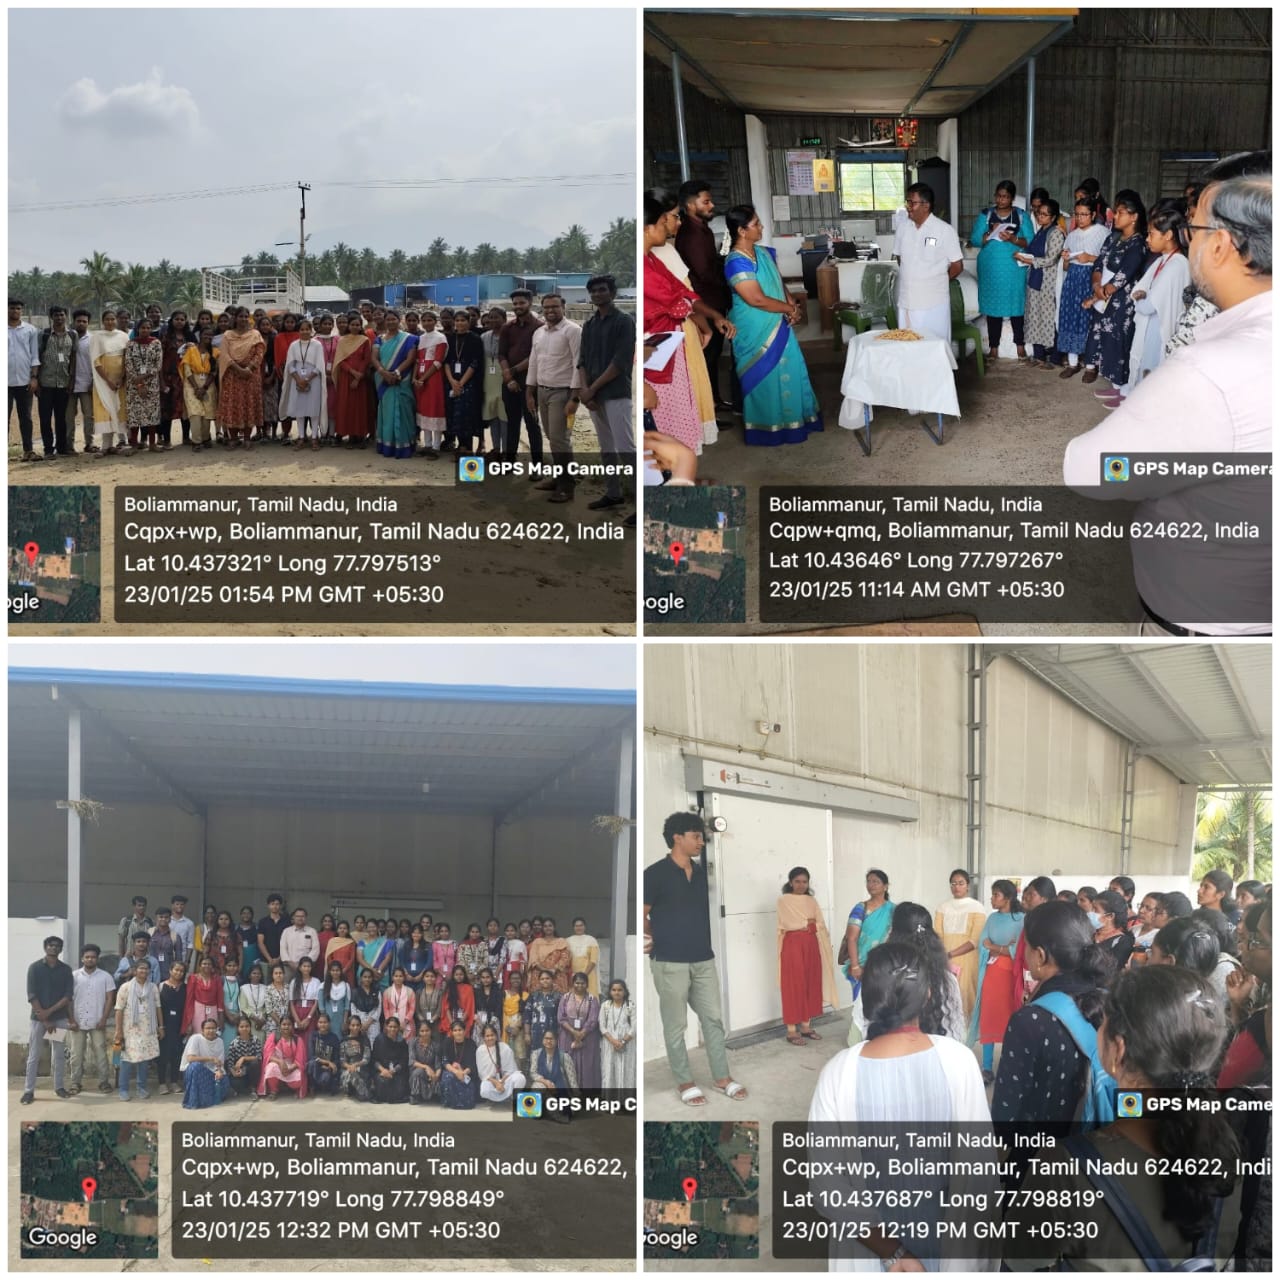 GPS Map Camera
Boliammanur, Tamil Nadu, India
Cqpx+wp, Boliammanur, Tamil Nadu 624622, India
Lat 10.437321° Long 77.797513°
23/01/25 01:54 PM GMT +05:30
ogle
GPS Map Camera
Boliammanur, Tamil Nadu, India
Cqpw+qmq, Boliammanur, Tamil Nadu 624622, India
Lat 10.43646° Long 77.797267°
23/01/25 11:14 AM GMT +05:30
ogle
GPS Map C
Boliammanur, Tamil Nadu, India
Cqpx+wp, Boliammanur, Tamil Nadu 624622, I
Lat 10.437719° Long 77.798849°
23/01/25 12:32 PM GMT +05:30
Google
GPS Map Came
Boliammanur, Tamil Nadu, India
Cqpx+wp, Boliammanur, Tamil Nadu 624622, Indi
Lat 10.437687° Long 77.798819°
23/01/25 12:19 PM GMT +05:30
oogle